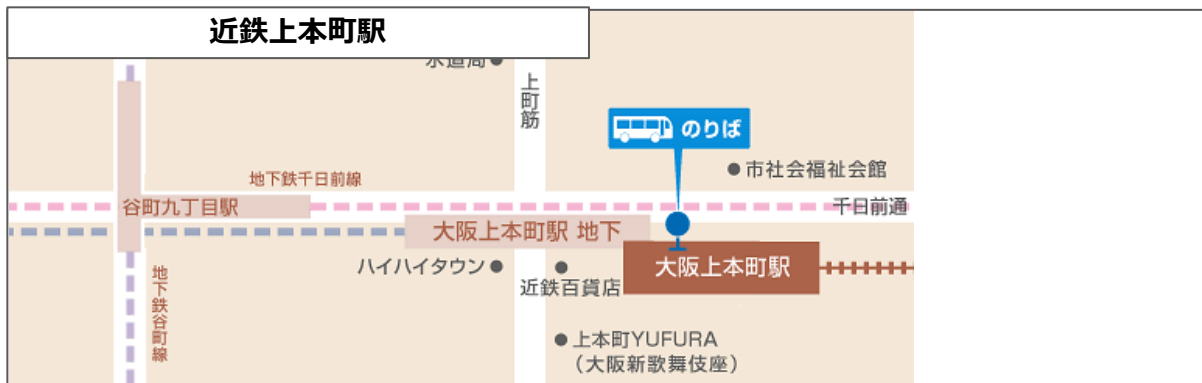 近鉄上本町駅
水道局
上町筋
のりば
市社会福祉会館
地下鉄千日前線
谷町九丁目駅
千日前通
大阪上本町駅 地下
ハイハイタウン
大阪上本町駅
近鉄百貨店
地下鉄谷町線
上本町YUFURA
(大阪新歌舞伎座)